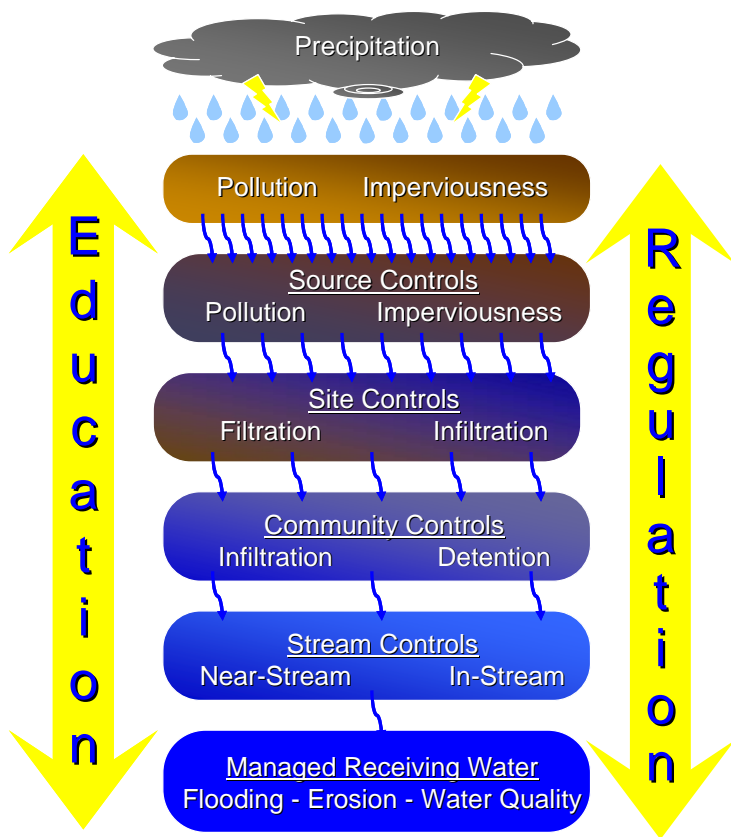 Precipitation
Pollution Imperviousness
Source Controls
Pollution Imperviousness
Site Controls
Filtration Infiltration
Community Controls
Infiltration Detention
Stream Controls
Near-Stream In-Stream
Managed Receiving Water
Flooding - Erosion - Water Quality
Education
Regulation